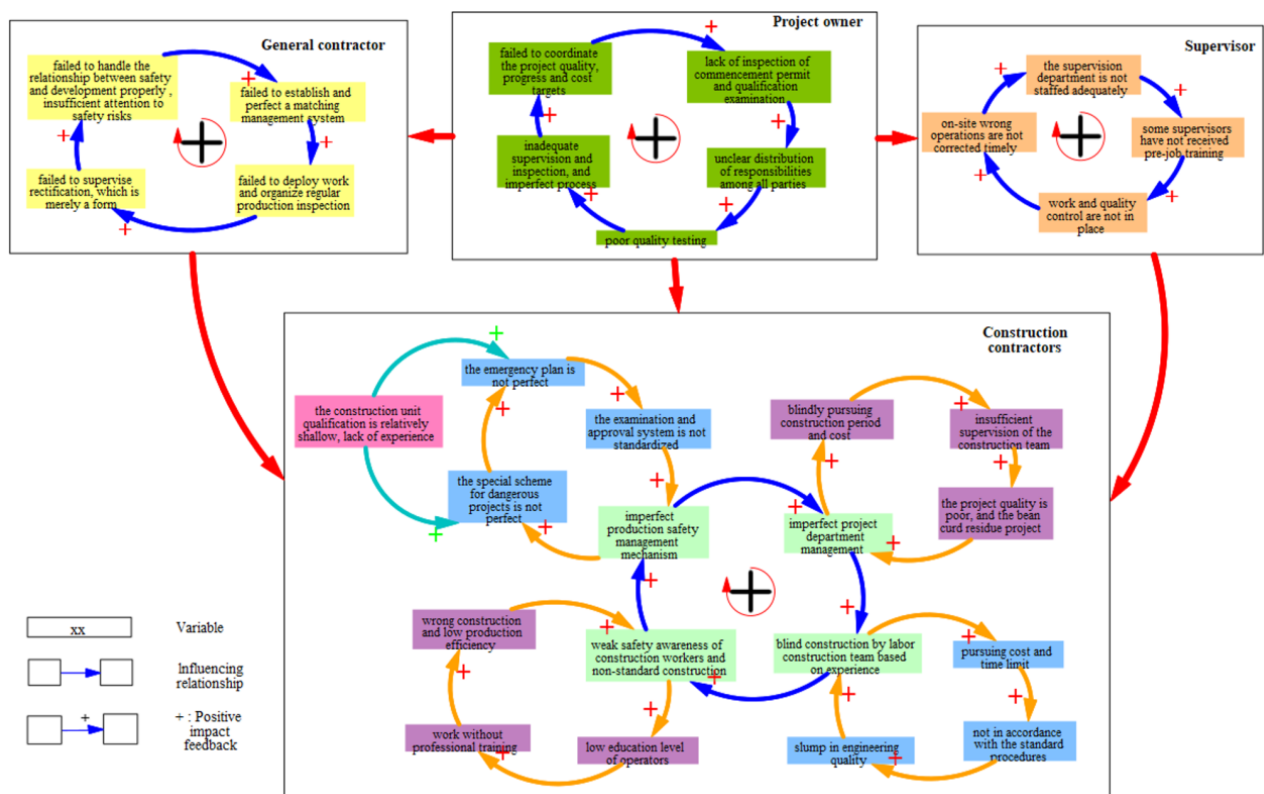 General contractor
failed to handle the
relationship between safety
and development properly ,
insufficient attention to
safety risks
failed to establish and
perfect a matching
management system
failed to supervise
rectification, which is
merely a form
failed to deploy work
and organize regular
production inspection
Project owner
failed to coordinate
the project quality,
progress and cost
targets
lack of inspection of
commencement permit
and qualification
examination
inadequate
supervision and
inspection, and
imperfect process
unclear distribution
of responsibilities
among all parties
poor quality testing
Supervisor
the supervision
department is not
staffed adequately
on-site wrong
operations are not
corrected timely
some supervisors
have not received
pre-job training
work and quality
control are not in
place
Construction
contractors
the emergency plan is
not perfect
the construction unit
qualification is relatively
shallow, lack of experience
the examination and
approval system is not
standardized
the special scheme
for dangerous
projects is not
perfect
imperfect
production safety
management
mechanism
blindly pursuing
construction period
and cost
insufficient
supervision of the
construction team
the project quality is
poor, and the bean
curd residue project
imperfect project
department
management
wrong construction
and low production
efficiency
weak safety awareness of
construction workers and
non-standard construction
blind construction by labor
construction team based
on experience
pursuing cost and
time limit
work without
professional training
low education level
of operators
slump in engineering
quality
not in accordance
with the standard
procedures
xx
Variable
Influencing
relationship
+
+ : Positive
impact
feedback